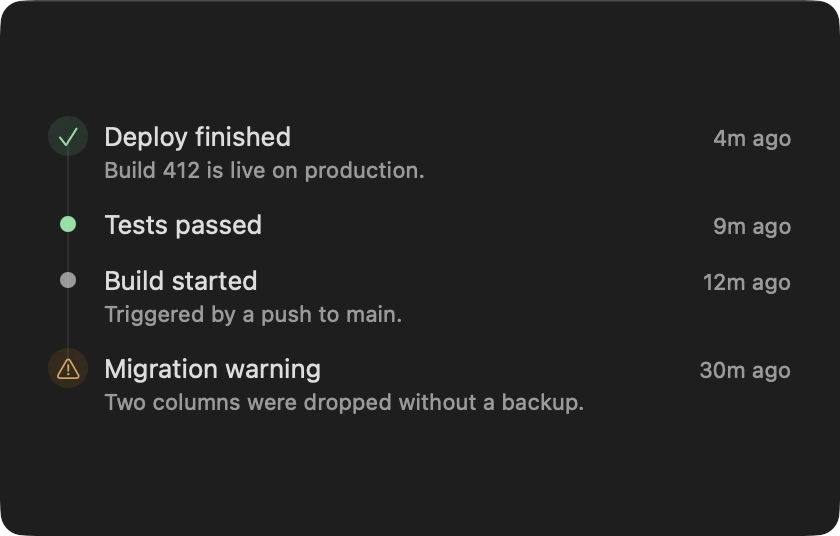 Deploy finished
4m ago
Build 412 is live on production.
Tests passed
9m ago
Build started
12m ago
Triggered by a push to main.
Migration warning
30m ago
Two columns were dropped without a backup.